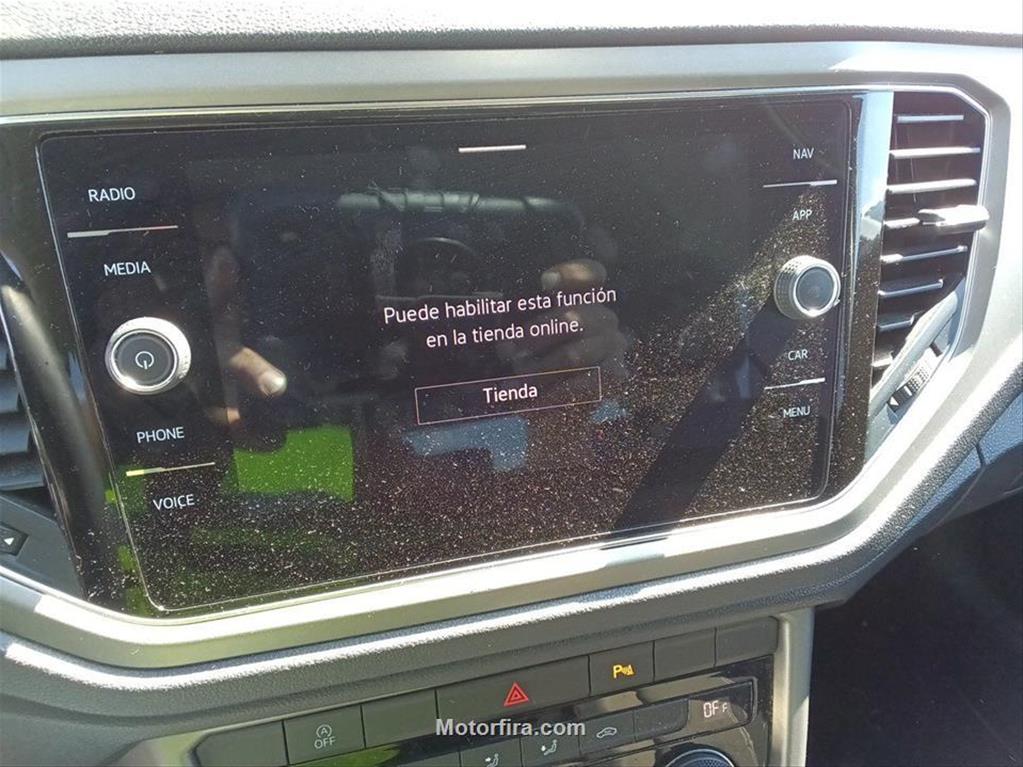 NAV
RADIO
APP
MEDIA
Puede habilitar esta función
en la tienda online.
CAR
Tienda
MENU
PHONE
VOICE
P
A
OFF
OFF
Motorfira.com